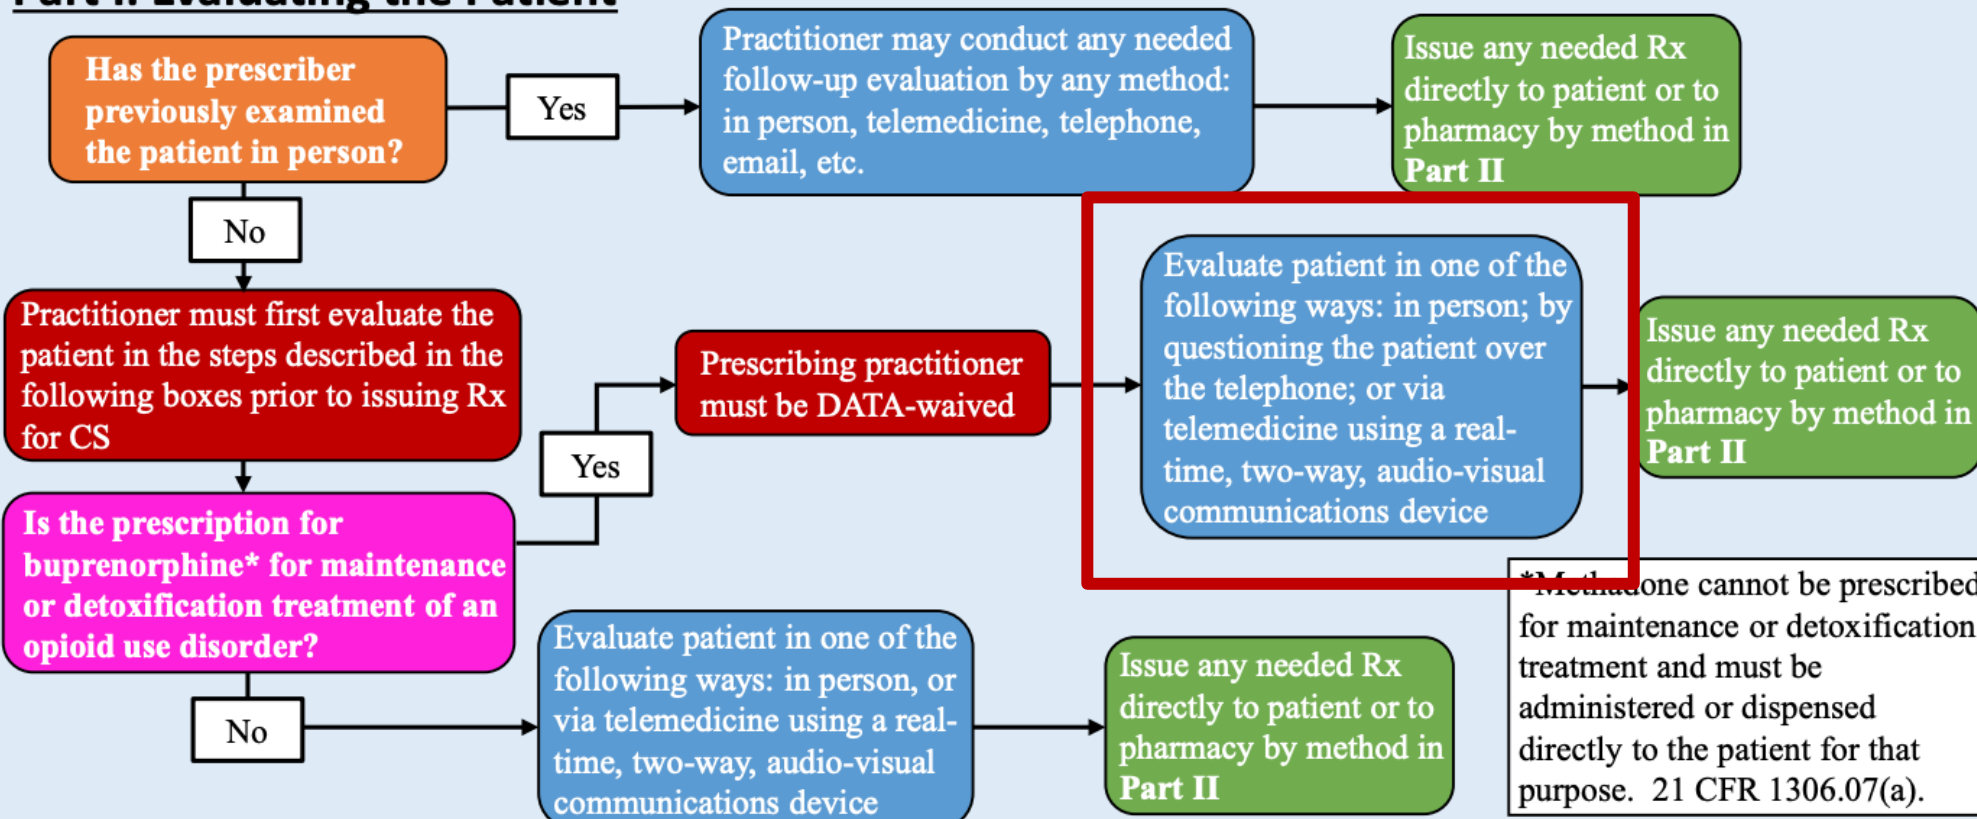 Part I: Evaluating the Patient
Has the prescriber
previously examined
the patient in person?
Yes
Practitioner may conduct any needed
follow-up evaluation by any method:
in person, telemedicine, telephone,
email, etc.
Issue any needed Rx
directly to patient or to
pharmacy by method in
Part II
No
Practitioner must first evaluate the
patient in the steps described in the
following boxes prior to issuing Rx
for CS
Is the prescription for
buprenorphine* for maintenance
or detoxification treatment of an
opioid use disorder?
Yes
Prescribing practitioner
must be DATA-waived
Evaluate patient in one of the
following ways: in person; by
questioning the patient over
the telephone; or via
telemedicine using a real-
time, two-way, audio-visual
communications device
Issue any needed Rx
directly to patient or to
pharmacy by method in
Part II
No
Evaluate patient in one of the
following ways: in person, or
via telemedicine using a real-
time, two-way, audio-visual
communications device
Issue any needed Rx
directly to patient or to
pharmacy by method in
Part II
*Methadone cannot be prescribed
for maintenance or detoxification
treatment and must be
administered or dispensed
directly to the patient for that
purpose. 21 CFR 1306.07(a).